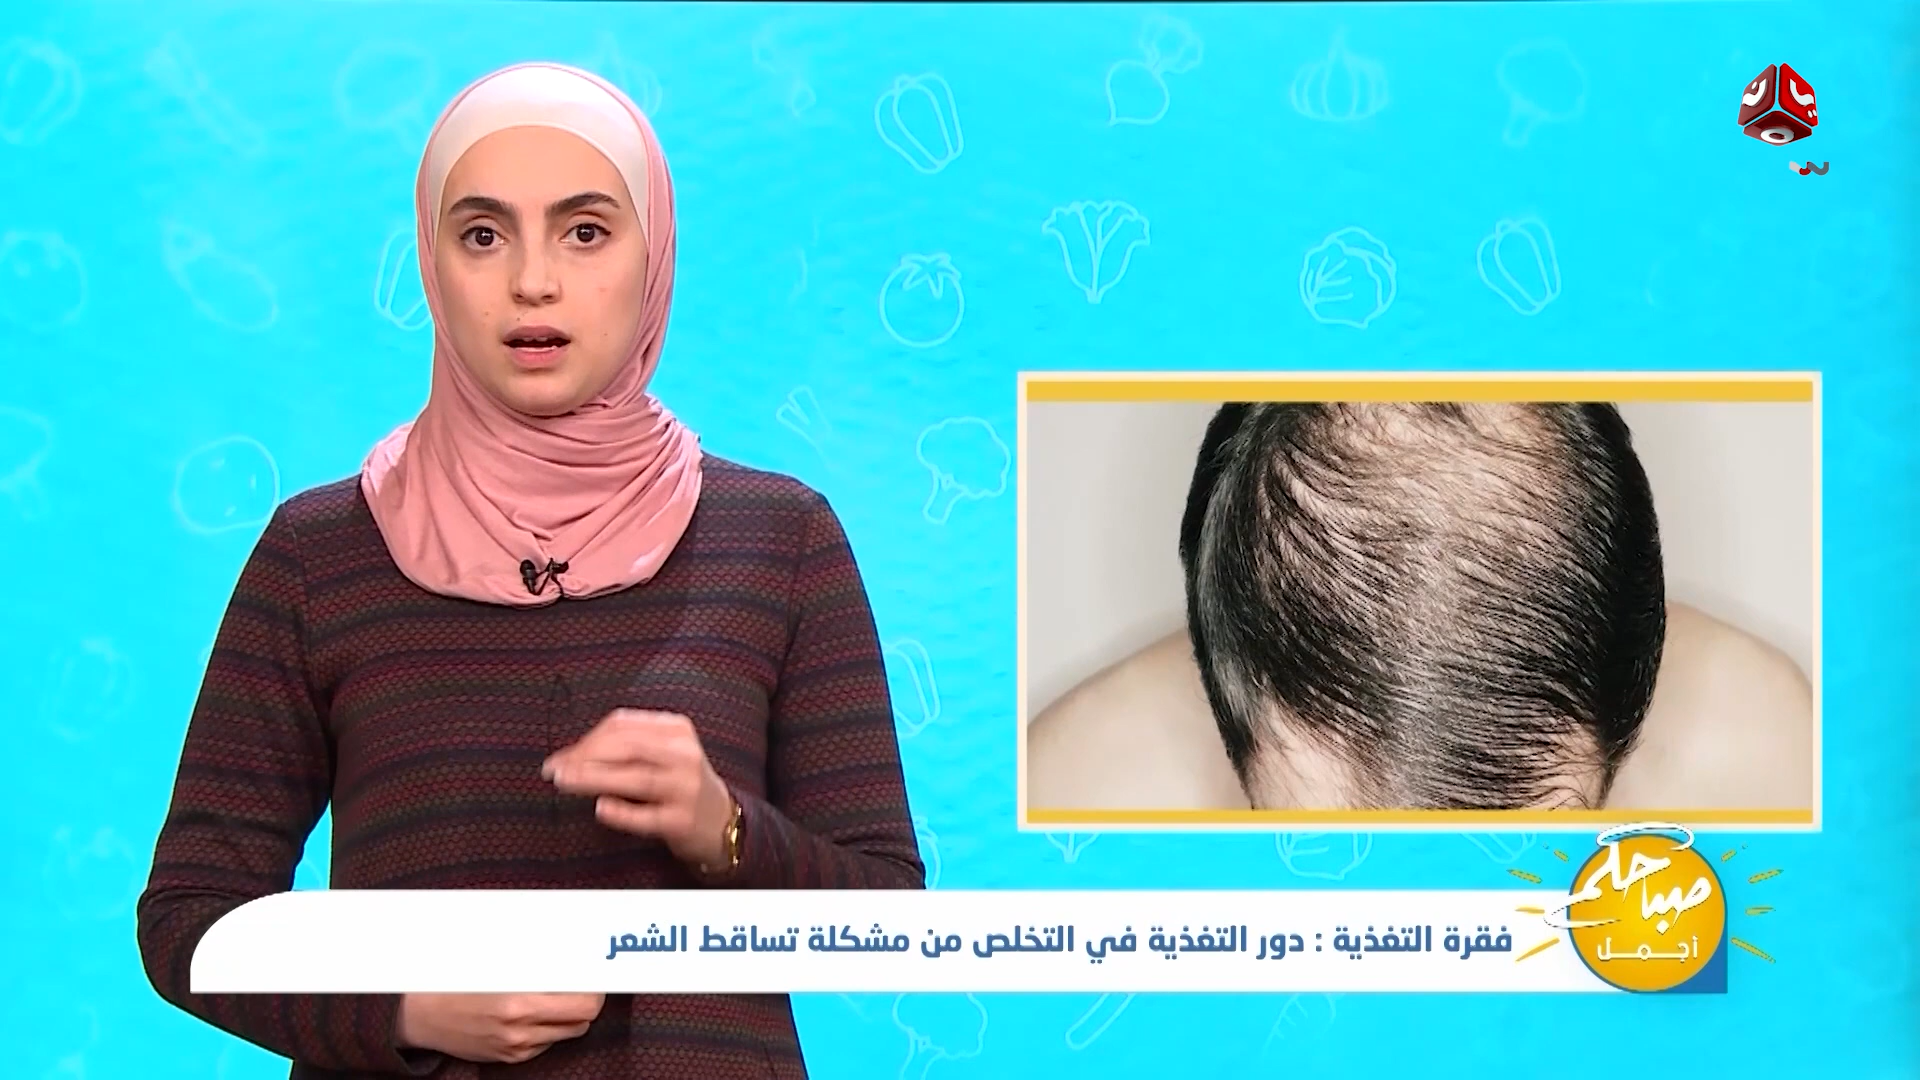 فقرة التغذية : دور التغذية في التخلص من مشكلة تساقط الشعر
صباحكم
أجمل